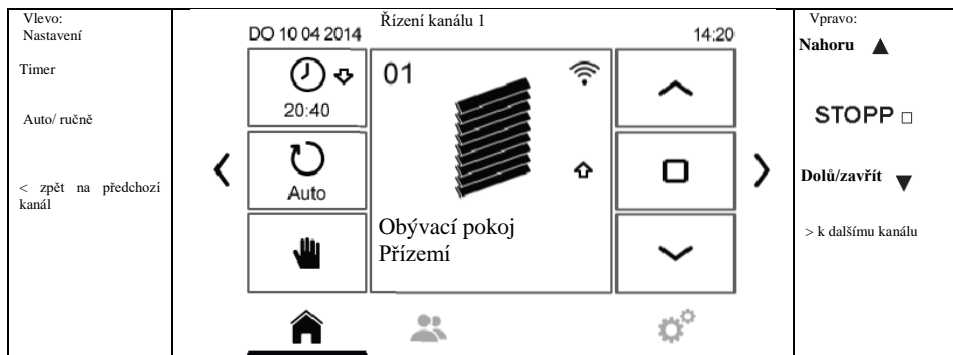 Vlevo:
Nastavení
Timer
Auto/ ručně
< zpět na předchozí
kanál
Řízení kanálu 1
DO 10 04 2014
14:20
20:40
01
Auto
Obývací pokoj
Přízemí
Vpravo:
Nahoru ▲
STOPP □
Dolů/zavřít ▼
> k dalšímu kanálu